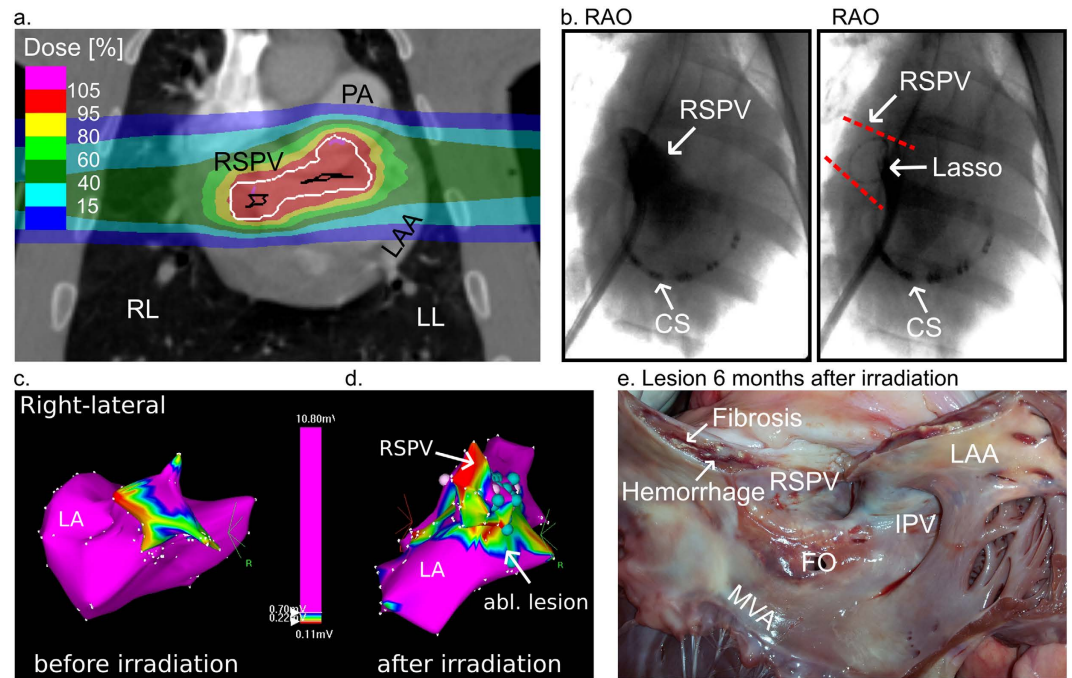 a.
Dose [%]
105
95
80
60
40
15
PA
RSPV
LAA
RL
LL
b. RAO
RSPV
CS
RAO
RSPV
Lasso
CS
c.
Right-lateral
LA
before irradiation
10.80mV
0.70mV
0.11mV
d.
RSPV
LA
abl. lesion
R
after irradiation
e. Lesion 6 months after irradiation
Fibrosis
Hemorrhage
RSPV
LAA
IPV
FO
MVA